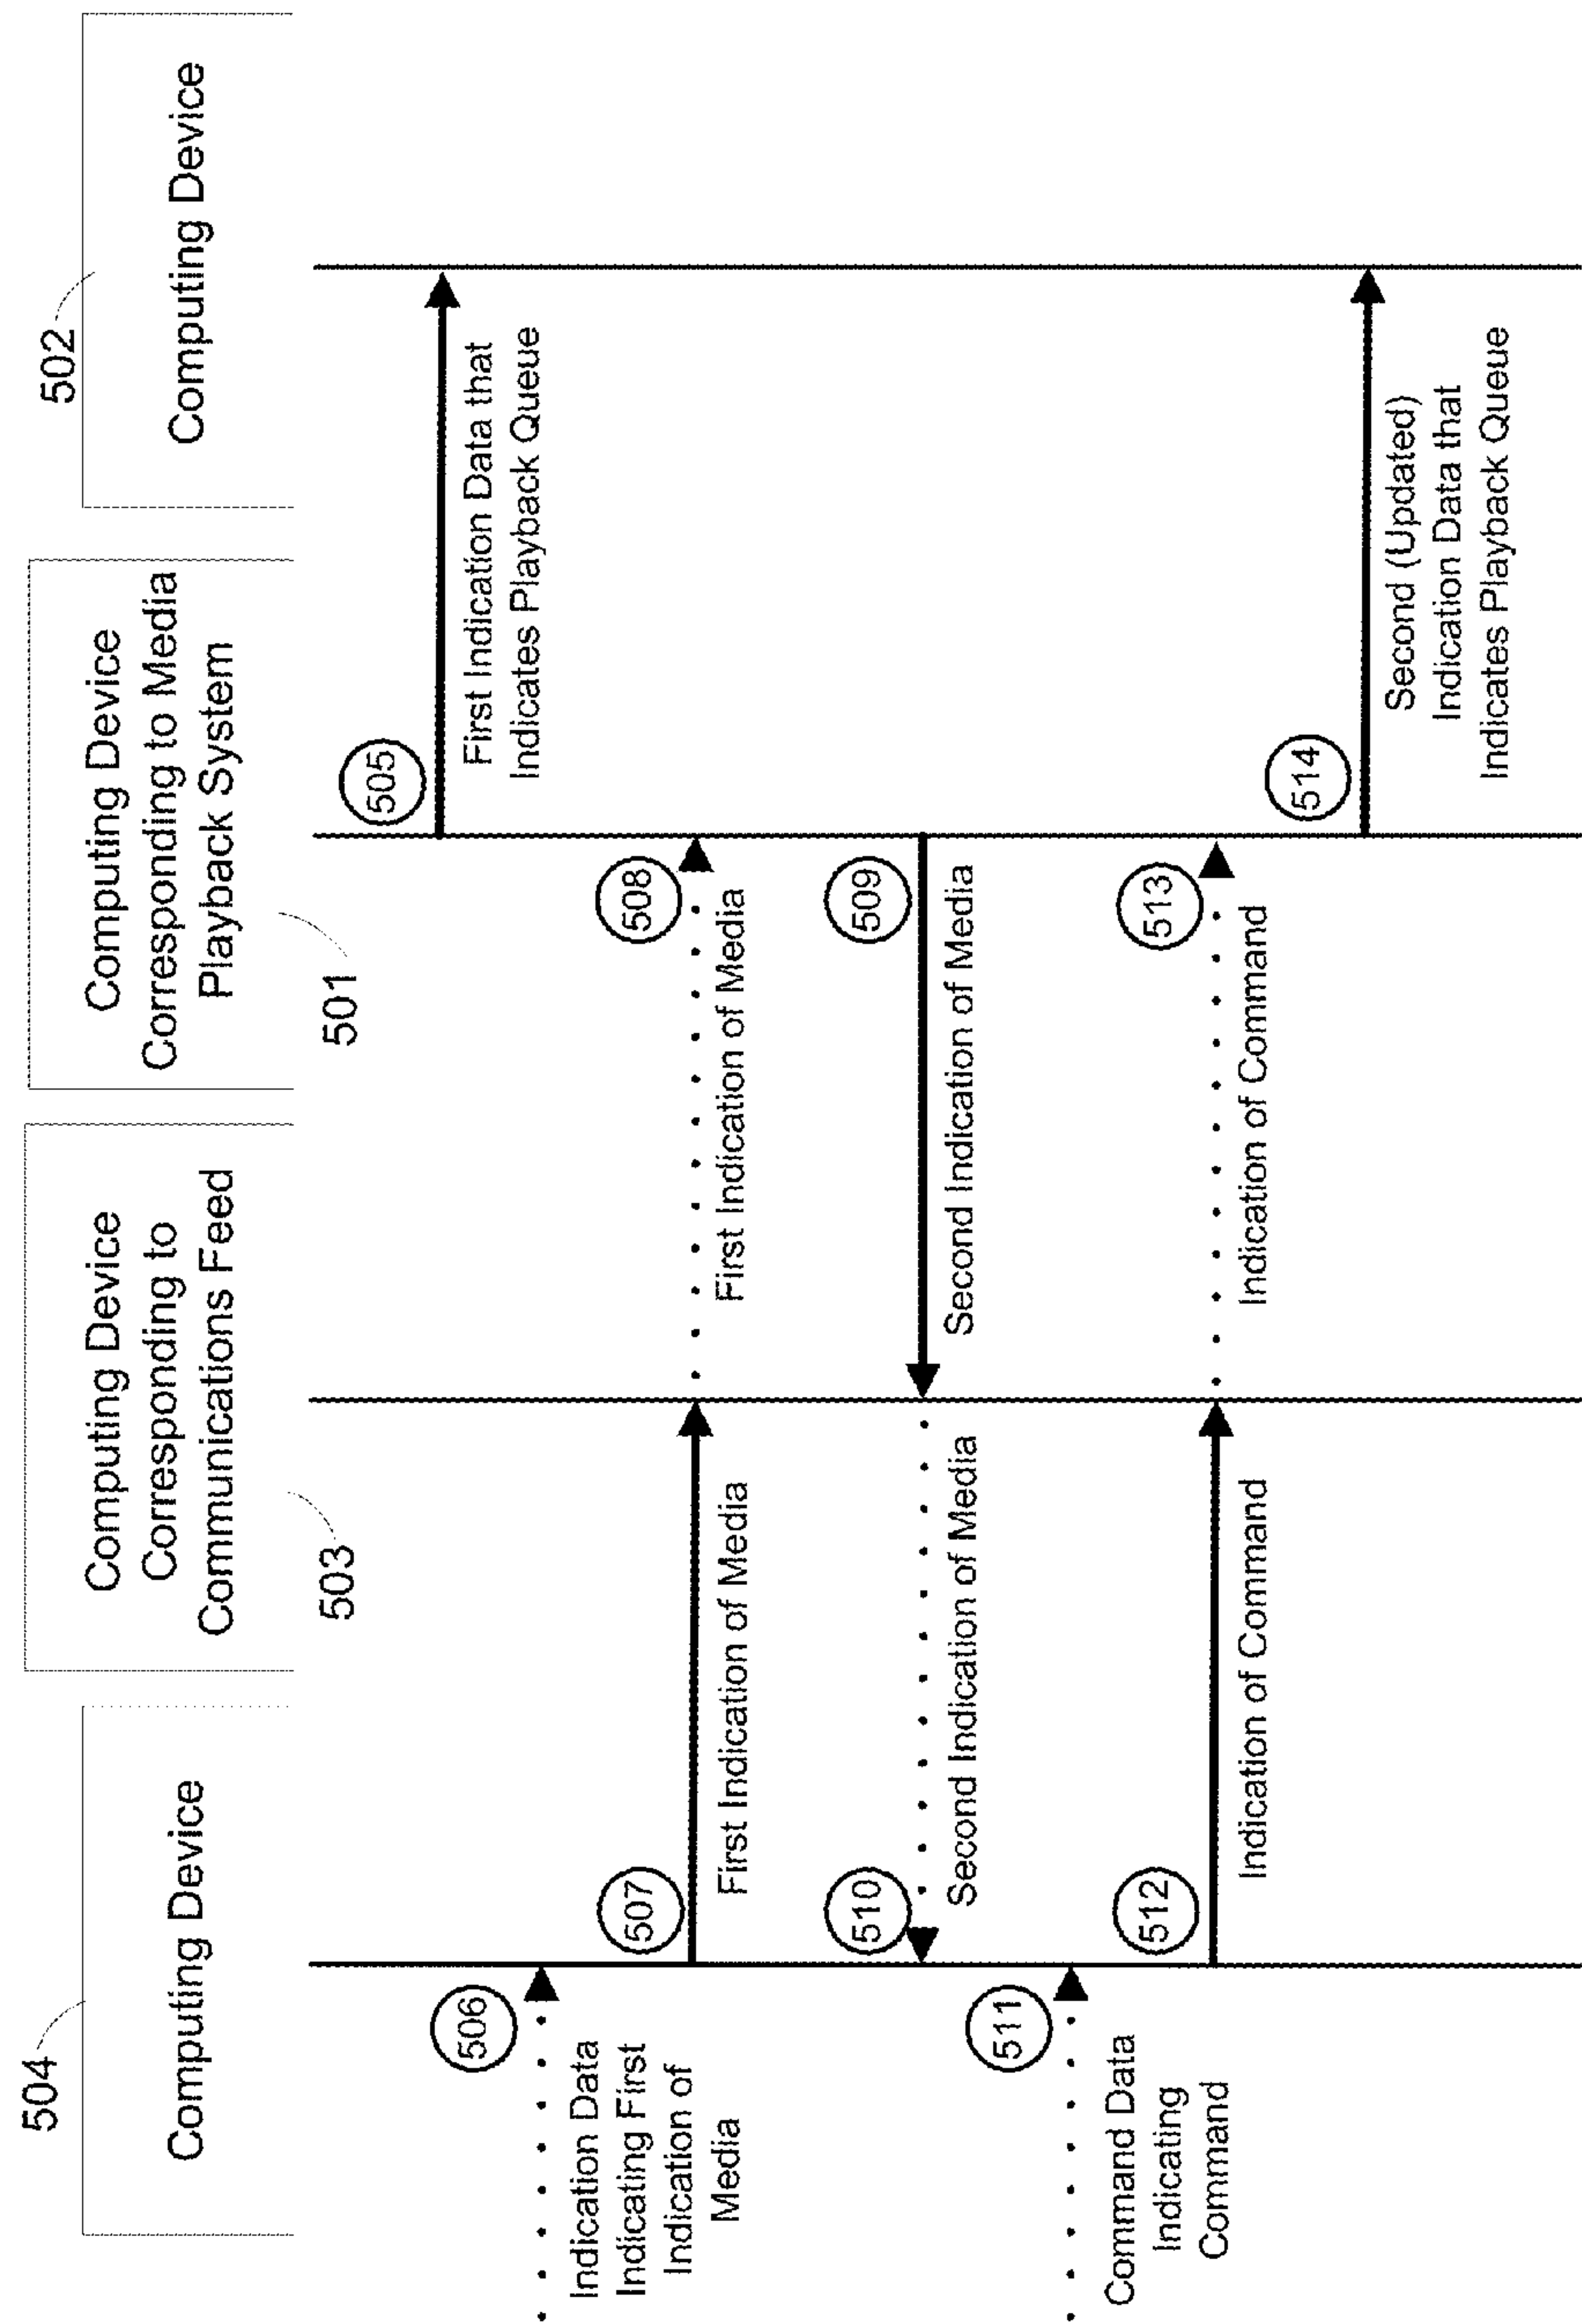 504
Computing Device
Computing Device
Corresponding to
Communications Feed
503
Computing Device
Corresponding to Media
Playback System
501
502
Computing Device
505
First Indication Data that
Indicates Playback Queue
506
Indication Data
Indicating First
Indication of
Media
507
First Indication of Media
508
First Indication of Media
509
Second Indication of Media
510
Second Indication of Media
511
Command Data
Indicating
Command
512
Indication of Command
513
Indication of Command
514
Second (Updated)
Indication Data that
Indicates Playback Queue